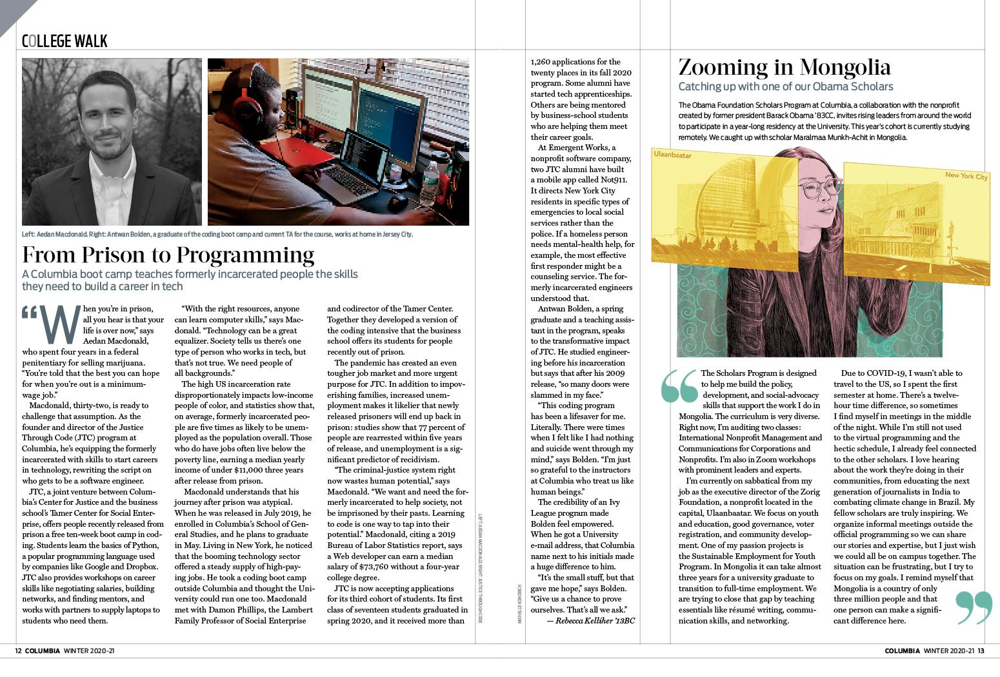 COLLEGE WALK
Left: Aedan Macdonald. Right: Antwan Bolden, a graduate of the coding boot camp and current TA for the course, works at home in Jersey City.
From Prison to Programming
A Columbia boot camp teaches formerly incarcerated people the skills
they need to build a career in tech
“When you’re in prison,
all you hear is that your
life is over now,” says
Aedan Macdonald,
who spent four years in a federal
penitentiary for selling marijuana.
“You’re told that the best you can hope
for when you’re out is a minimum-
wage job.”
Macdonald, thirty-two, is ready to
challenge that assumption. As the
founder and director of the Justice
Through Code (JTC) program at
Columbia, he’s equipping the formerly
incarcerated with skills to start careers
in technology, rewriting the script on
who gets to be a software engineer.
JTC, a joint venture between Colum-
bia’s Center for Justice and the business
school’s Tamer Center for Social Enter-
prise, offers people recently released from
prison a free ten-week boot camp in cod-
ing. Students learn the basics of Python,
a popular programming language used
by companies like Google and Dropbox.
JTC also provides workshops on career
skills like negotiating salaries, building
networks, and finding mentors, and
works with partners to supply laptops to
students who need them.
“With the right resources, anyone
can learn computer skills,” says Mac-
donald. “Technology can be a great
equalizer. Society tells us there’s one
type of person who works in tech, but
that’s not true. We need people of
all backgrounds.”
The high US incarceration rate
disproportionately impacts low-income
people of color, and statistics show that,
on average, formerly incarcerated peo-
ple are five times as likely to be unem-
ployed as the population overall. Those
who do have jobs often live below the
poverty line, earning a median yearly
income of under $11,000 three years
after release from prison.
Macdonald understands that his
journey after prison was atypical.
When he was released in July 2019, he
enrolled in Columbia’s School of Gen-
eral Studies, and he plans to graduate
in May. Living in New York, he noticed
that the booming technology sector
offered a steady supply of high-pay-
ing jobs. He took a coding boot camp
outside Columbia and thought the Uni-
versity could run one too. Macdonald
met with Damon Phillips, the Lambert
Family Professor of Social Enterprise
and codirector of the Tamer Center.
Together they developed a version of
the coding intensive that the business
school offers its students for people
recently out of prison.
The pandemic has created an even
tougher job market and more urgent
purpose for JTC. In addition to impov-
erishing families, increased unem-
ployment makes it likelier that newly
released prisoners will end up back in
prison: studies show that 77 percent of
people are rearrested within five years
of release, and unemployment is a sig-
nificant predictor of recidivism.
“The criminal-justice system right
now wastes human potential,” says
Macdonald. “We want and need the for-
merly incarcerated to help society, not
be imprisoned by their pasts. Learning
to code is one way to tap into their
potential.” Macdonald, citing a 2019
Bureau of Labor Statistics report, says
a Web developer can earn a median
salary of $73,760 without a four-year
college degree.
JTC is now accepting applications
for its third cohort of students. Its first
class of seventeen students graduated in
spring 2020, and it received more than
LEFT: AEDAN MACDONALD; RIGHT: JUSTICE THROUGH CODE
12 COLUMBIA WINTER 2020-21
1,260 applications for the
twenty places in its fall 2020
program. Some alumni have
started tech apprenticeships.
Others are being mentored
by business-school students
who are helping them meet
their career goals.
At Emergent Works, a
nonprofit software company,
two JTC alumni have built
a mobile app called Not911.
It directs New York City
residents in specific types of
emergencies to local social
services rather than the
police. If a homeless person
needs mental-health help, for
example, the most effective
first responder might be a
counseling service. The for-
merly incarcerated engineers
understood that.
Antwan Bolden, a spring
graduate and a teaching assis-
tant in the program, speaks
to the transformative impact
of JTC. He studied engineer-
ing before his incarceration
but says that after his 2009
release, “so many doors were
slammed in my face.”
“This coding program
has been a lifesaver for me.
Literally. There were times
when I felt like I had nothing
and suicide went through my
mind,” says Bolden. “I’m just
so grateful to the instructors
at Columbia who treat us like
human beings.”
The credibility of an Ivy
League program made
Bolden feel empowered.
When he got a University
e-mail address, that Columbia
name next to his initials made
a huge difference to him.
“It’s the small stuff, but that
gave me hope,” says Bolden.
“Give us a chance to prove
ourselves. That’s all we ask.”
— Rebecca Kelliher ’13BC
MICHELLE KONDRICH
Zooming in Mongolia
Catching up with one of our Obama Scholars
The Obama Foundation Scholars Program at Columbia, a collaboration with the nonprofit
created by former president Barack Obama ’83CC, invites rising leaders from around the world
to participate in a year-long residency at the University. This year’s cohort is currently studying
remotely. We caught up with scholar Maralmaa Munkh-Achit in Mongolia.
Ulaanbaatar
New York City
“The Scholars Program is designed
to help me build the policy,
development, and social-advocacy
skills that support the work I do in
Mongolia. The curriculum is very diverse.
Right now, I’m auditing two classes:
International Nonprofit Management and
Communications for Corporations and
Nonprofits. I’m also in Zoom workshops
with prominent leaders and experts.
I’m currently on sabbatical from my
job as the executive director of the Zorig
Foundation, a nonprofit located in the
capital, Ulaanbaatar. We focus on youth
and education, good governance, voter
registration, and community develop-
ment. One of my passion projects is
the Sustainable Employment for Youth
Program. In Mongolia it can take almost
three years for a university graduate to
transition to full-time employment. We
are trying to close that gap by teaching
essentials like résumé writing, commu-
nication skills, and networking.
Due to COVID-19, I wasn’t able to
travel to the US, so I spent the first
semester at home. There’s a twelve-
hour time difference, so sometimes
I find myself in meetings in the middle
of the night. While I’m still not used
to the virtual programming and the
hectic schedule, I already feel connected
to the other scholars. I love hearing
about the work they’re doing in their
communities, from educating the next
generation of journalists in India to
combating climate change in Brazil. My
fellow scholars are truly inspiring. We
organize informal meetings outside the
official programming so we can share
our stories and expertise, but I just wish
we could all be on campus together. The
situation can be frustrating, but I try to
focus on my goals. I remind myself that
Mongolia is a country of only
three million people and that
one person can make a signifi-
cant difference here.”
COLUMBIA WINTER 2020-21 13